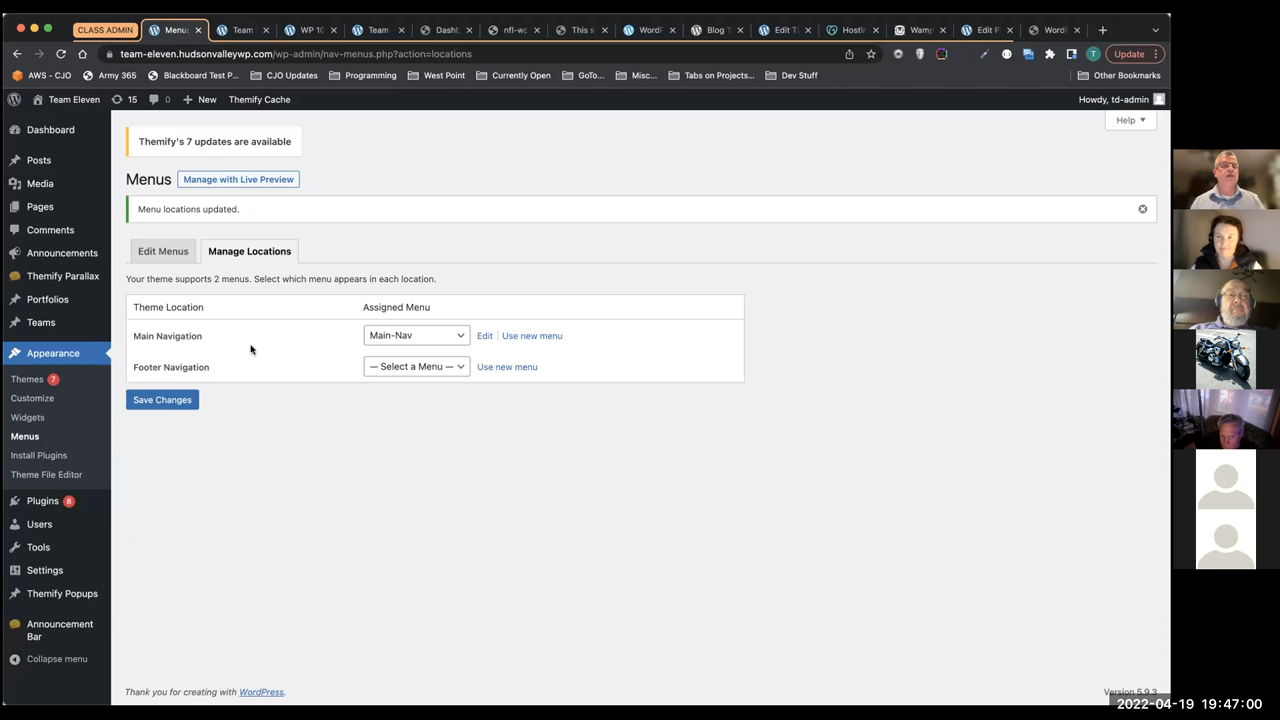 CLASS ADMIN
Menus
Team
WP 10
Team
Dashb
nfl-wp
This s
WordP
Blog T
Edit T
Hostin
Wamp
Edit P
WordP
team-eleven.hudsonvalleywp.com/wp-admin/nav-menus.php?action=locations
T
Update
AWS - CJO
Army 365
Blackboard Test P...
CJO Updates
Programming
West Point
Currently Open
GoTo...
Misc...
Tabs on Projects...
Dev Stuff
Other Bookmarks
Team Eleven
15
0
New
Themify Cache
Howdy, td-admin
Help
Dashboard
Posts
Media
Pages
Comments
Announcements
Themify Parallax
Portfolios
Teams
Appearance
Themes 7
Customize
Widgets
Menus
Install Plugins
Theme File Editor
Plugins 8
Users
Tools
Settings
Themify Popups
Announcement
Bar
Collapse menu
Themify's 7 updates are available
Menus
Manage with Live Preview
Menu locations updated.
Edit Menus
Manage Locations
Your theme supports 2 menus. Select which menu appears in each location.
Theme Location
Assigned Menu
Main Navigation
Main-Nav
Edit | Use new menu
Footer Navigation
— Select a Menu —
Use new menu
Save Changes
Thank you for creating with WordPress.
Version 5.9.3
2022-04-19 19:47:00